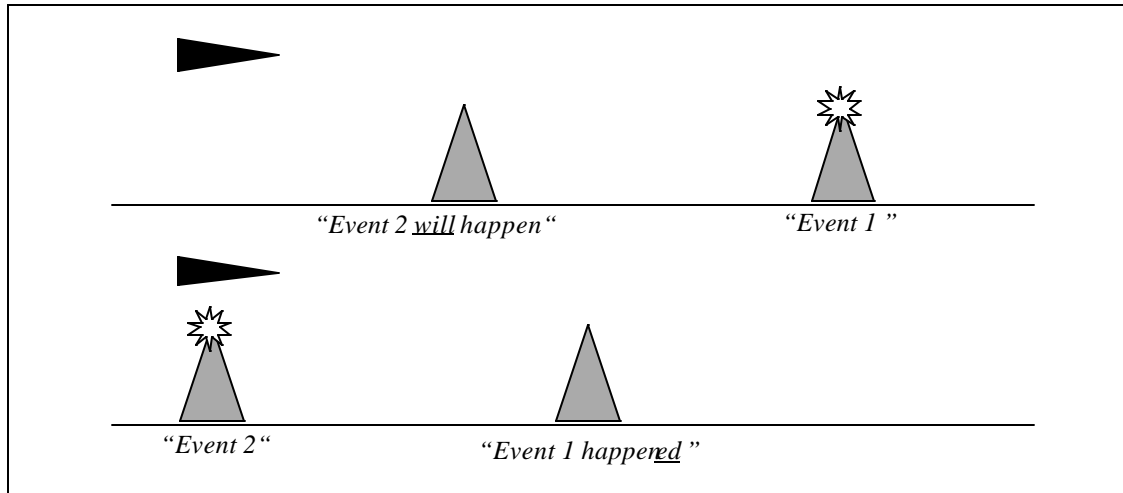 “Event 2 will happen“
“Event 1 ”
“Event 2“
“Event 1 happened ”